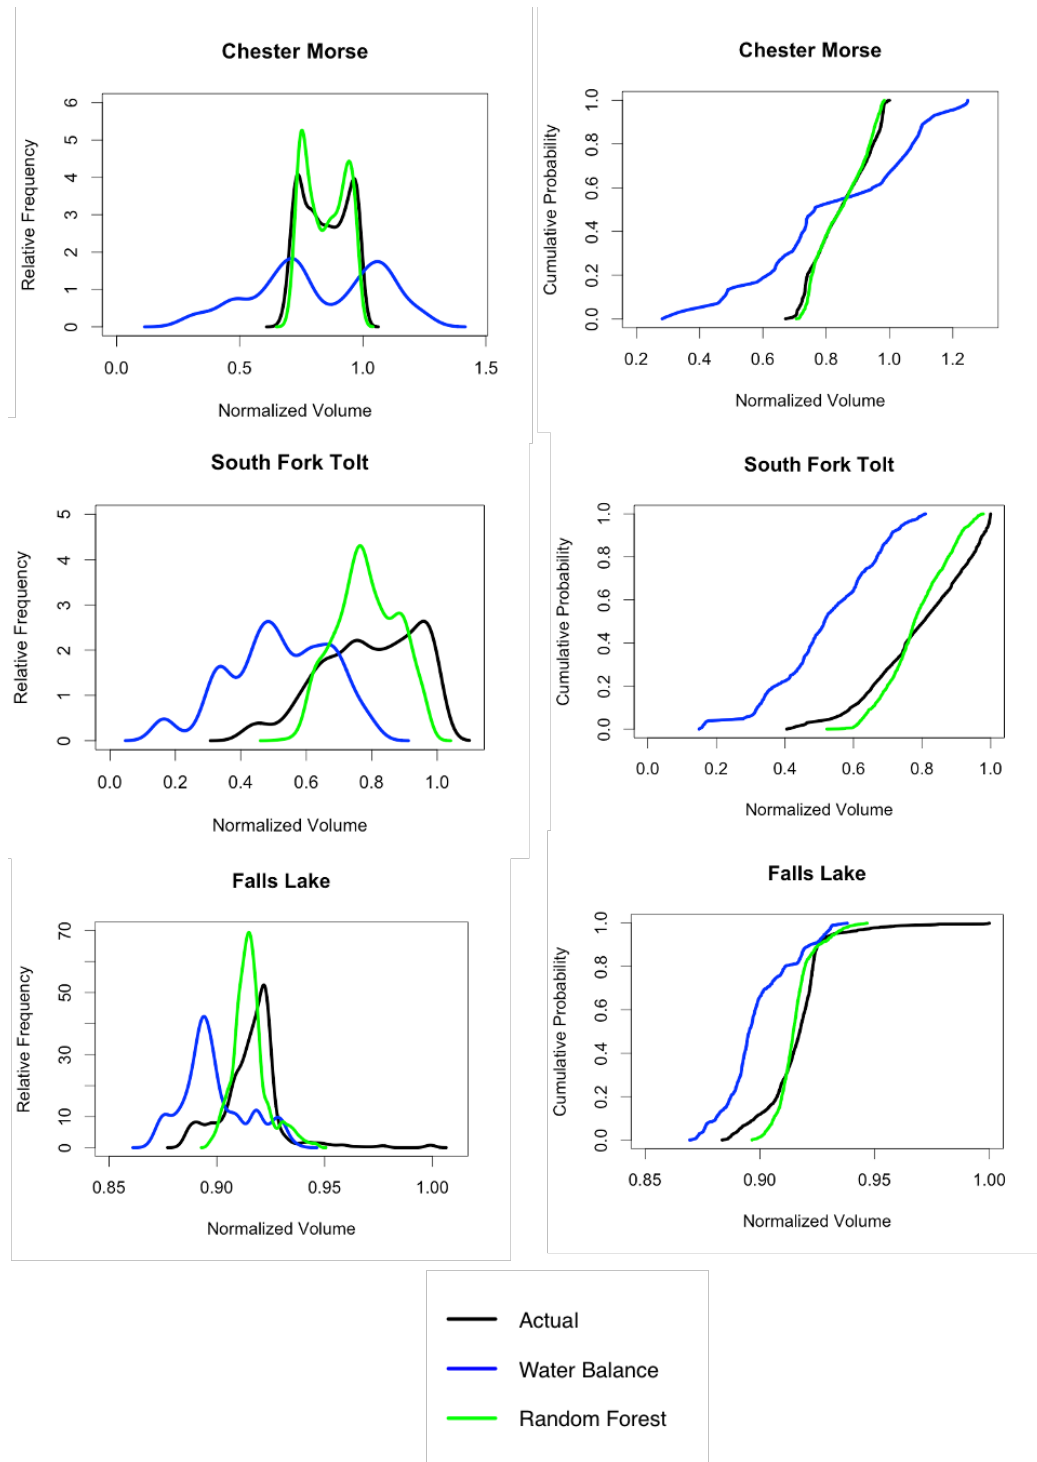 Chester Morse
Relative Frequency
6
5
4
3
2
1
0
0.0 0.5 1.0 1.5
Normalized Volume
Chester Morse
Cumulative Probability
1.0
0.8
0.6
0.4
0.2
0.0
0.2 0.4 0.6 0.8 1.0 1.2
Normalized Volume
South Fork Tolt
Relative Frequency
5
4
3
2
1
0
0.0 0.2 0.4 0.6 0.8 1.0
Normalized Volume
South Fork Tolt
Cumulative Probability
1.0
0.8
0.6
0.4
0.2
0.0
0.0 0.2 0.4 0.6 0.8 1.0
Normalized Volume
Falls Lake
Relative Frequency
70
50
30
10
0
0.85 0.90 0.95 1.00
Normalized Volume
Falls Lake
Cumulative Probability
1.0
0.8
0.6
0.4
0.2
0.0
0.85 0.90 0.95 1.00
Normalized Volume
Actual
Water Balance
Random Forest